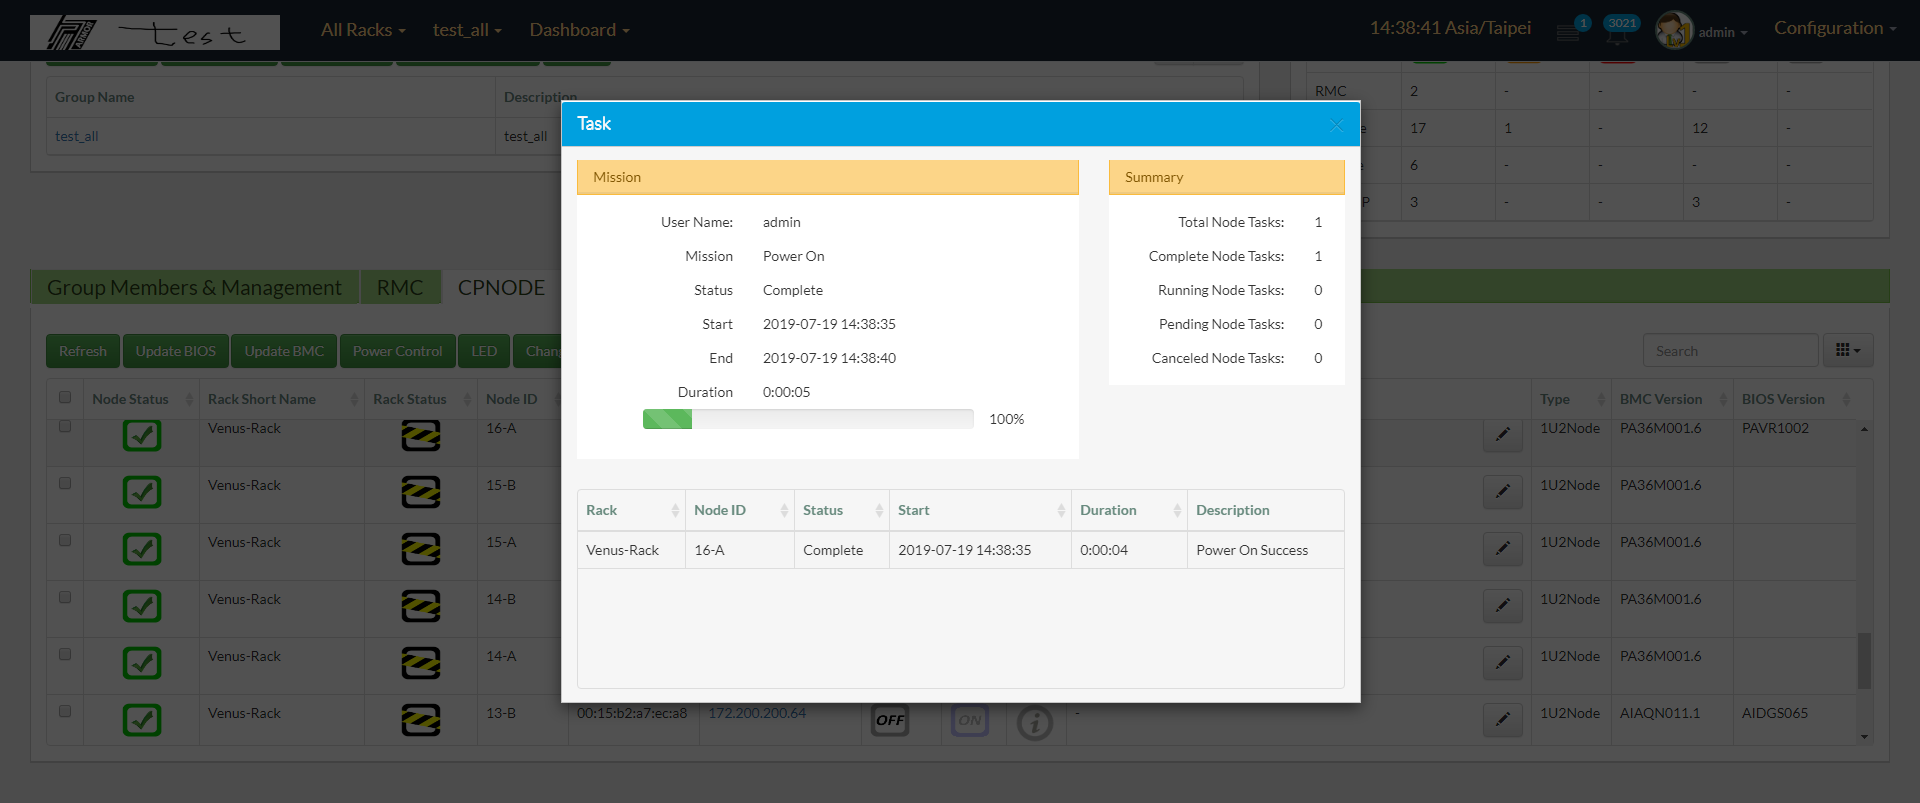 ARMOR test All Racks test_all Dashboard 14:38:41 Asia/Taipei 1 3021 admin Configuration
Group Name Description
test_all test_all
RMC 2 - - - -
17 1 - 12 -
6 - - - -
P 3 - - 3 -
Task
Mission
User Name: admin
Mission Power On
Status Complete
Start 2019-07-19 14:38:35
End 2019-07-19 14:38:40
Duration 0:00:05
100%
Summary
Total Node Tasks: 1
Complete Node Tasks: 1
Running Node Tasks: 0
Pending Node Tasks: 0
Canceled Node Tasks: 0
Rack Node ID Status Start Duration Description
Venus-Rack 16-A Complete 2019-07-19 14:38:35 0:00:04 Power On Success
Group Members & Management RMC CPNODE
Refresh Update BIOS Update BMC Power Control LED Chan Search
Node Status Rack Short Name Rack Status Node ID Type BMC Version BIOS Version
Venus-Rack 16-A 1U2Node PA36M001.6 PAVR1002
Venus-Rack 15-B 1U2Node PA36M001.6
Venus-Rack 15-A 1U2Node PA36M001.6
Venus-Rack 14-B 1U2Node PA36M001.6
Venus-Rack 14-A 1U2Node PA36M001.6
Venus-Rack 13-B 00:15:b2:a7:ec:a8 172.200.200.64 OFF ON - 1U2Node AIAQN011.1 AIDGS065